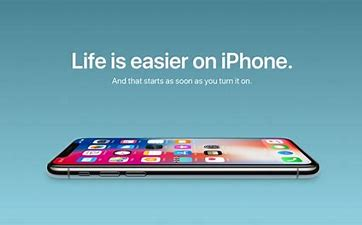 Life is easier on iPhone.
And that starts as soon as you turn it on.